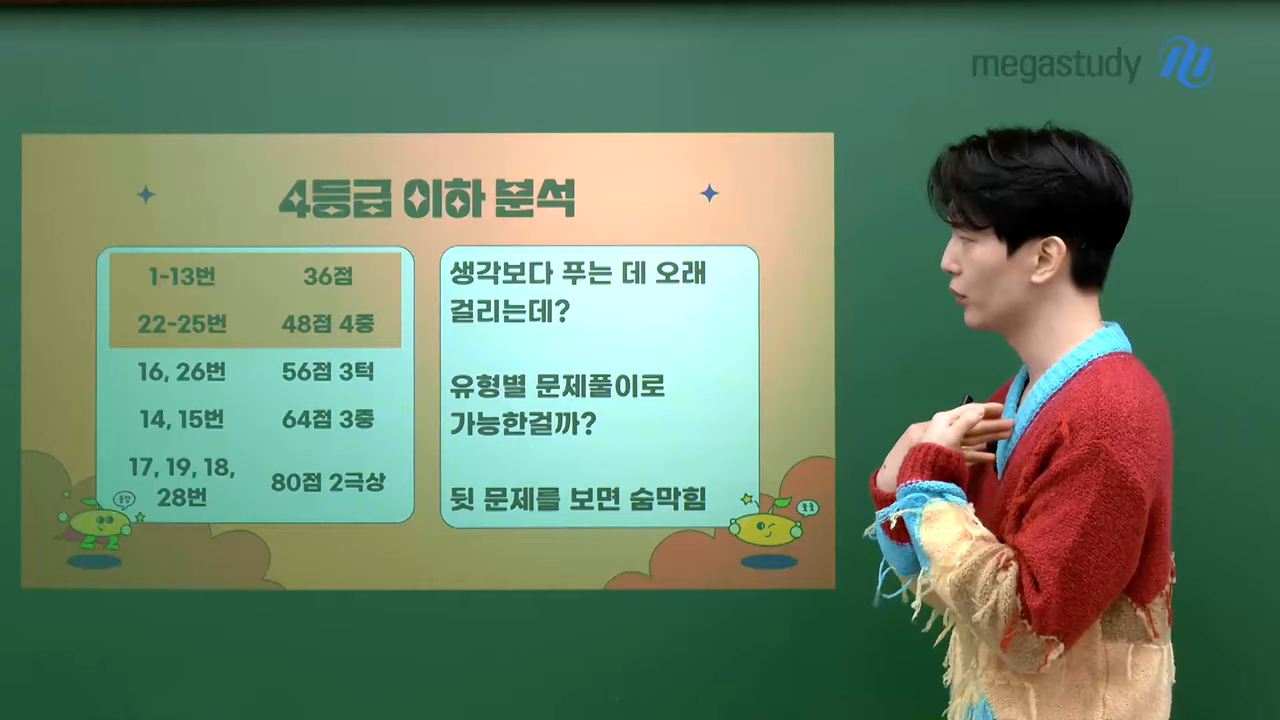 megastudy
4등급 이하 분석
1-13번 36점
22-25번 48점 4중
16, 26번 56점 3턱
14, 15번 64점 3중
17, 19, 18,
28번 80점 2극상
생각보다 푸는 데 오래
걸리는데?
유형별 문제풀이로
가능한걸까?
뒷 문제를 보면 숨막힘